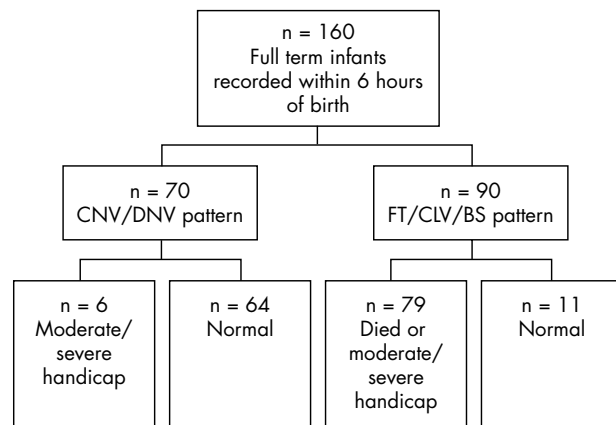 n = 160
Full term infants
recorded within 6 hours
of birth
n = 70
CNV/DNV pattern
n = 90
FT/CLV/BS pattern
n = 6
Moderate/
severe
handicap
n = 64
Normal
n = 79
Died or
moderate/
severe
handicap
n = 11
Normal